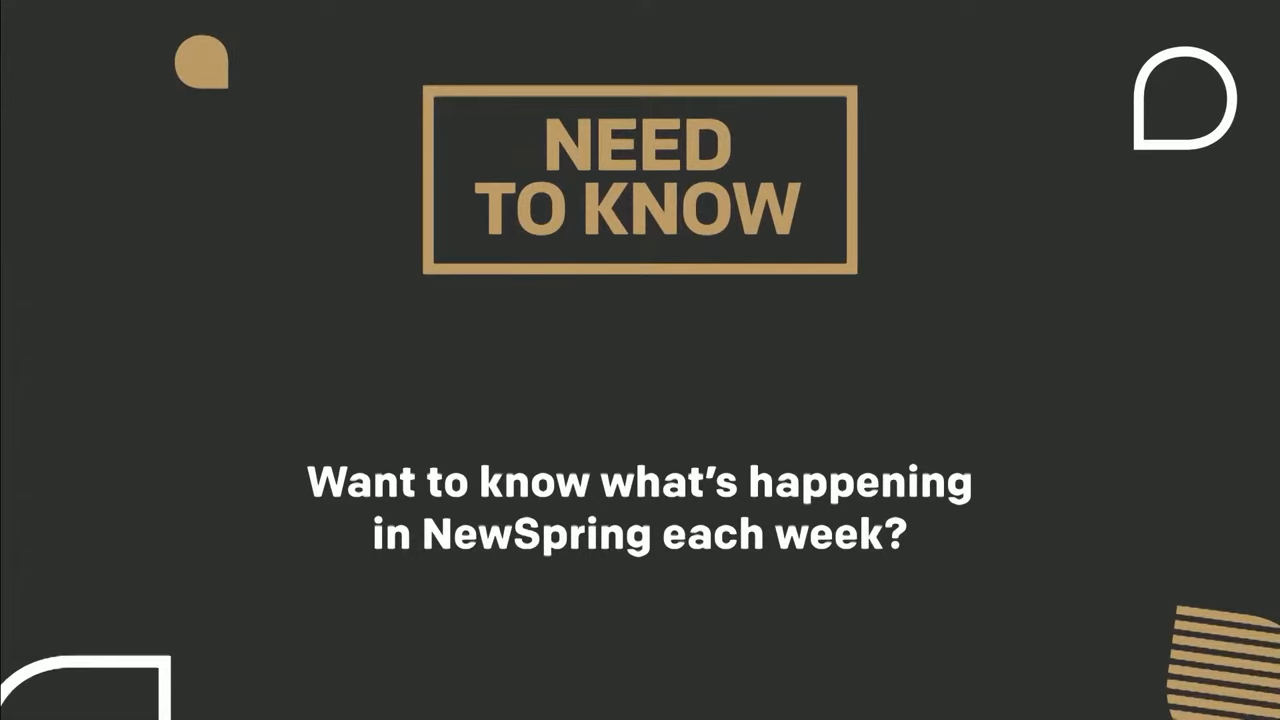 NEED
TO KNOW
Want to know what's happening
in NewSpring each week?